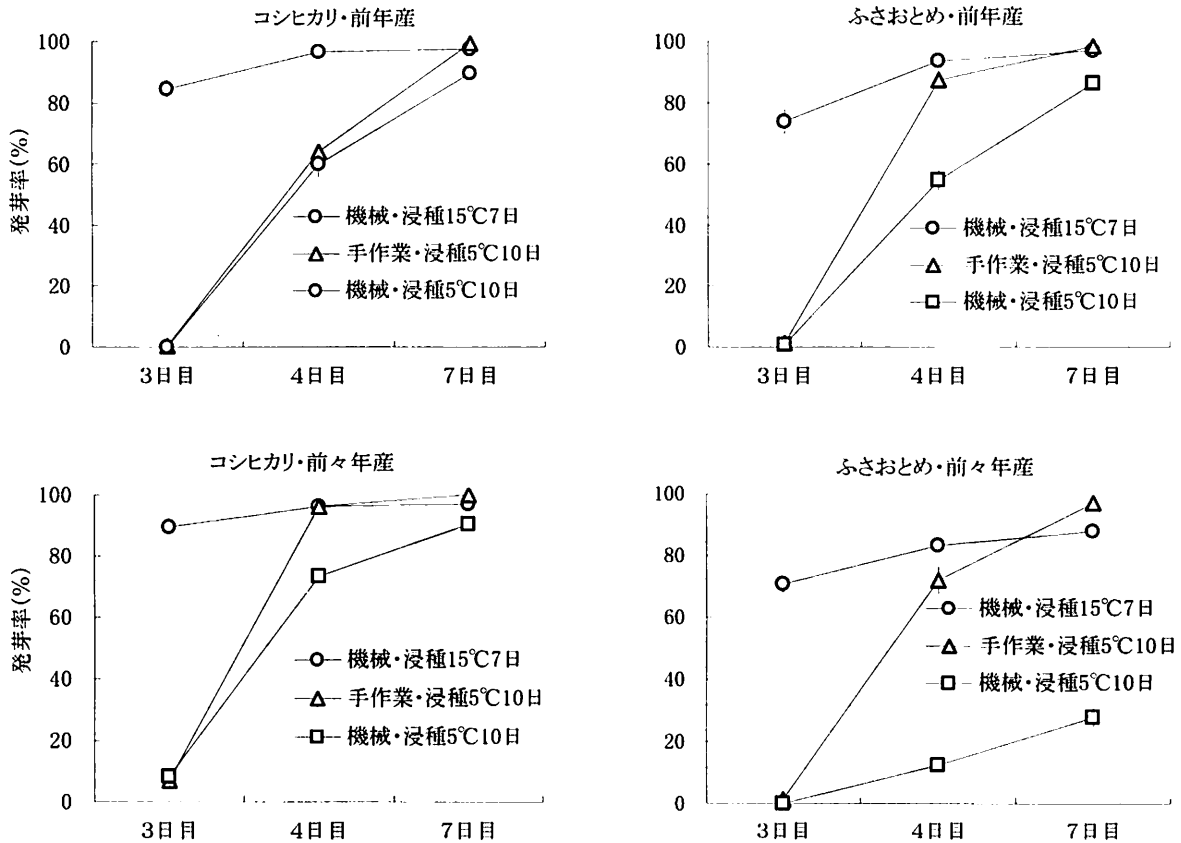 コシヒカリ・前年産
発芽率(%)
100
80
60
40
20
0
3日目 4日目 7日目
機械・浸種15℃7日
手作業・浸種5℃10日
機械・浸種5℃10日
ふさおとめ・前年産
100
80
60
40
20
0
3日目 4日目 7日目
機械・浸種15℃7日
手作業・浸種5℃10日
機械・浸種5℃10日
コシヒカリ・前々年産
発芽率(%)
100
80
60
40
20
0
3日目 4日目 7日目
機械・浸種15℃7日
手作業・浸種5℃10日
機械・浸種5℃10日
ふさおとめ・前々年産
100
80
60
40
20
0
3日目 4日目 7日目
機械・浸種15℃7日
手作業・浸種5℃10日
機械・浸種5℃10日